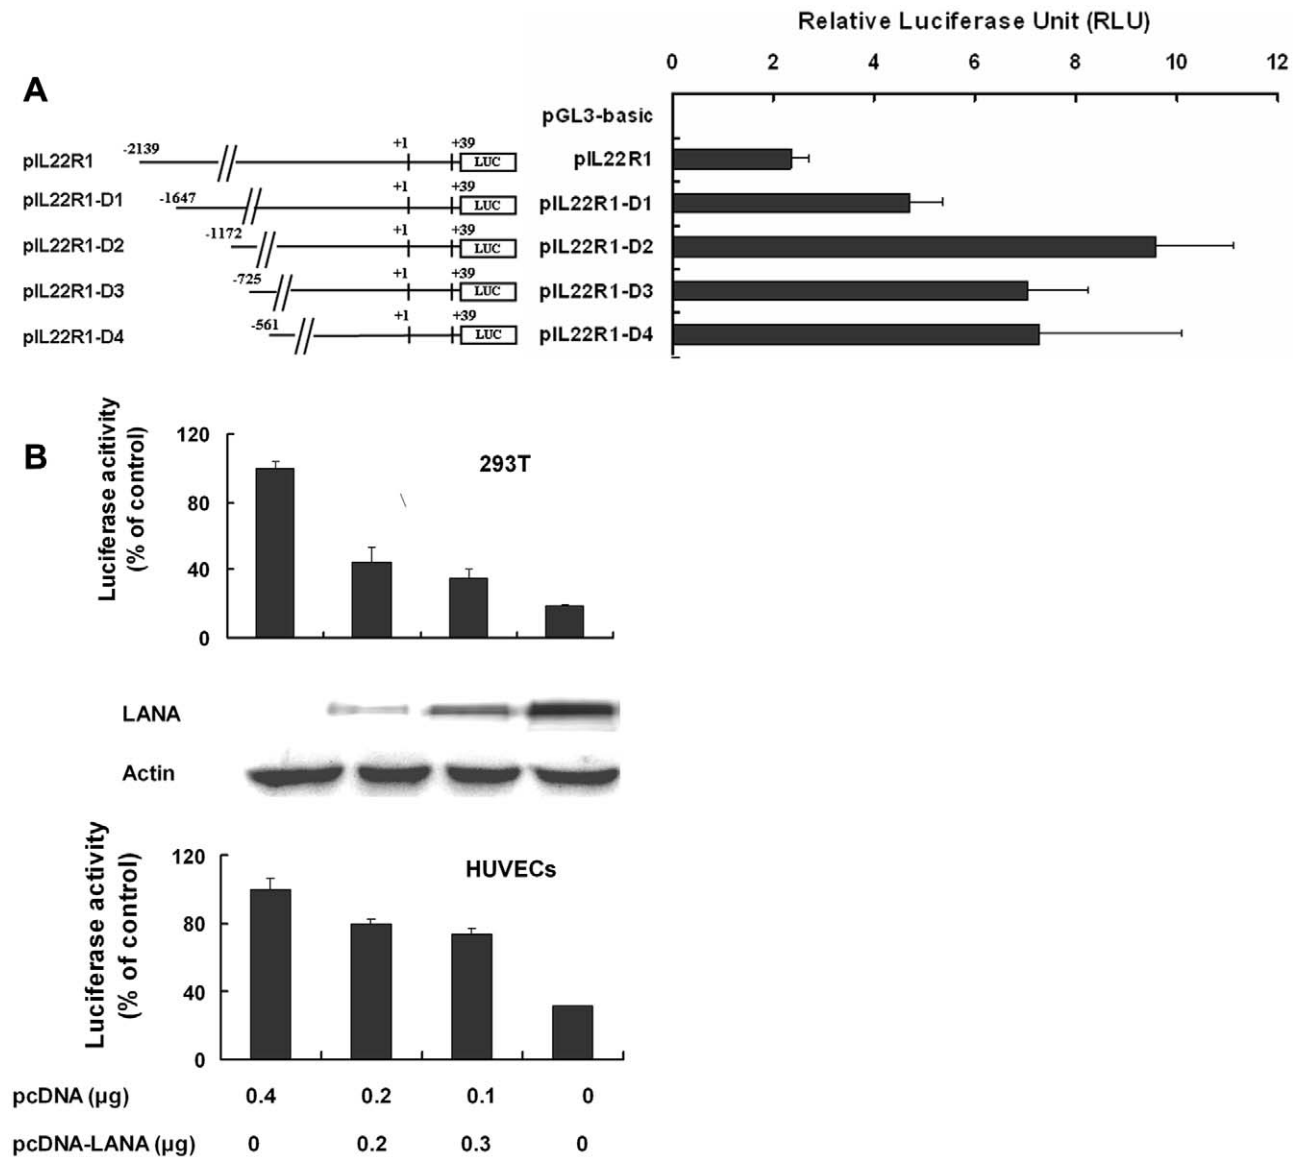 Relative Luciferase Unit (RLU)
0 2 4 6 8 10 12
A
pGL3-basic
pIL22R1 -2139 +1 +39 LUC pIL22R1
pIL22R1-D1 -1647 +1 +39 LUC pIL22R1-D1
pIL22R1-D2 -1172 +1 +39 LUC pIL22R1-D2
pIL22R1-D3 -725 +1 +39 LUC pIL22R1-D3
pIL22R1-D4 -561 +1 +39 LUC pIL22R1-D4
B
Luciferase acitivity
(% of control)
120
80
40
0
293T
LANA
Actin
Luciferase activity
(% of control)
120
80
40
0
HUVECs
pcDNA (µg) 0.4 0.2 0.1 0
pcDNA-LANA (µg) 0 0.2 0.3 0